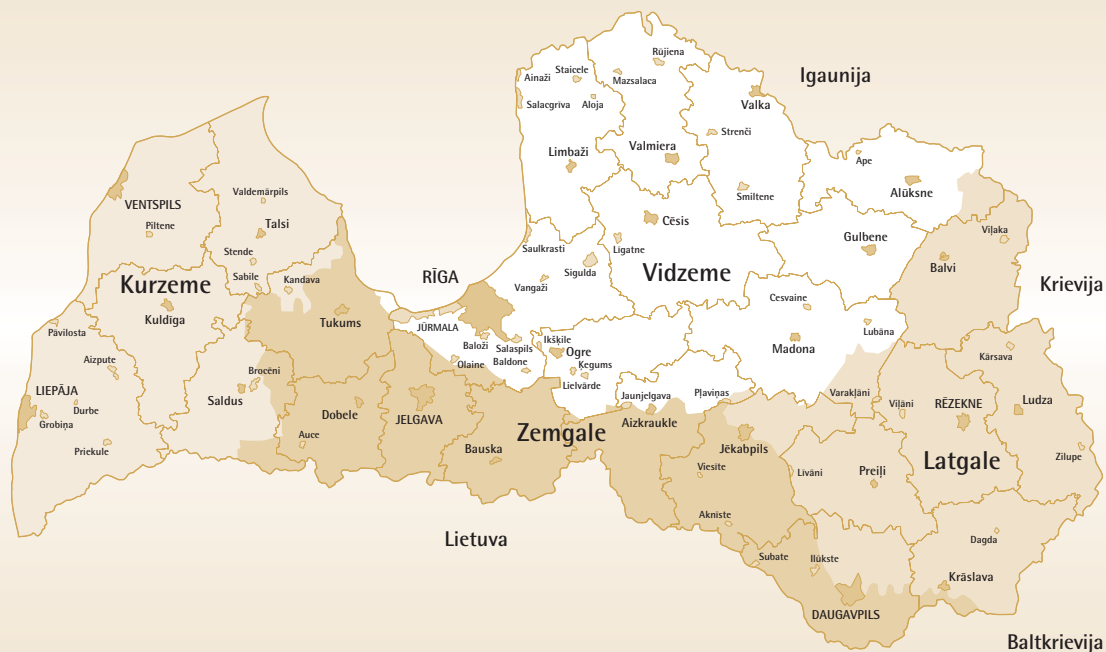 Rūjiena
Igaunija
Staicele
Ainaži
Mazsalaca
Valka
Salacgrīva
Aloja
Strenči
Limbaži
Valmiera
Ape
Alūksne
Smiltene
Valdemārpils
VENTSPILS
Piltene
Talsi
Cēsis
Līgatne
Gulbene
Viļaka
Stende
Saulkrasti
Sigulda
Vidzeme
Balvi
RĪGA
Sabile
Kandava
Vangaži
Kurzeme
Krievija
Kuldīga
Tukums
Cesvaine
Lubāna
Pāvilosta
JŪRMALA
Baloži
Salaspils
Ikšķile
Ogre
Madona
Kārsava
Aizpute
Olaine
Baldone
Ķegums
Brocēni
Lielvārde
LIEPĀJA
Saldus
Jaunjelgava
Pļaviņas
Varakļāni
Viļāni
RĒZEKNE
Ludza
Durbe
Grobiņa
Dobele
JELGAVA
Aizkraukle
Zemgale
Jēkabpils
Auce
Bauska
Priekule
Zilupe
Viesīte
Līvāni
Preiļi
Latgale
Aknīste
Lietuva
Dagda
Subate
Ilūkste
Krāslava
DAUGAVPILS
Baltkrievija